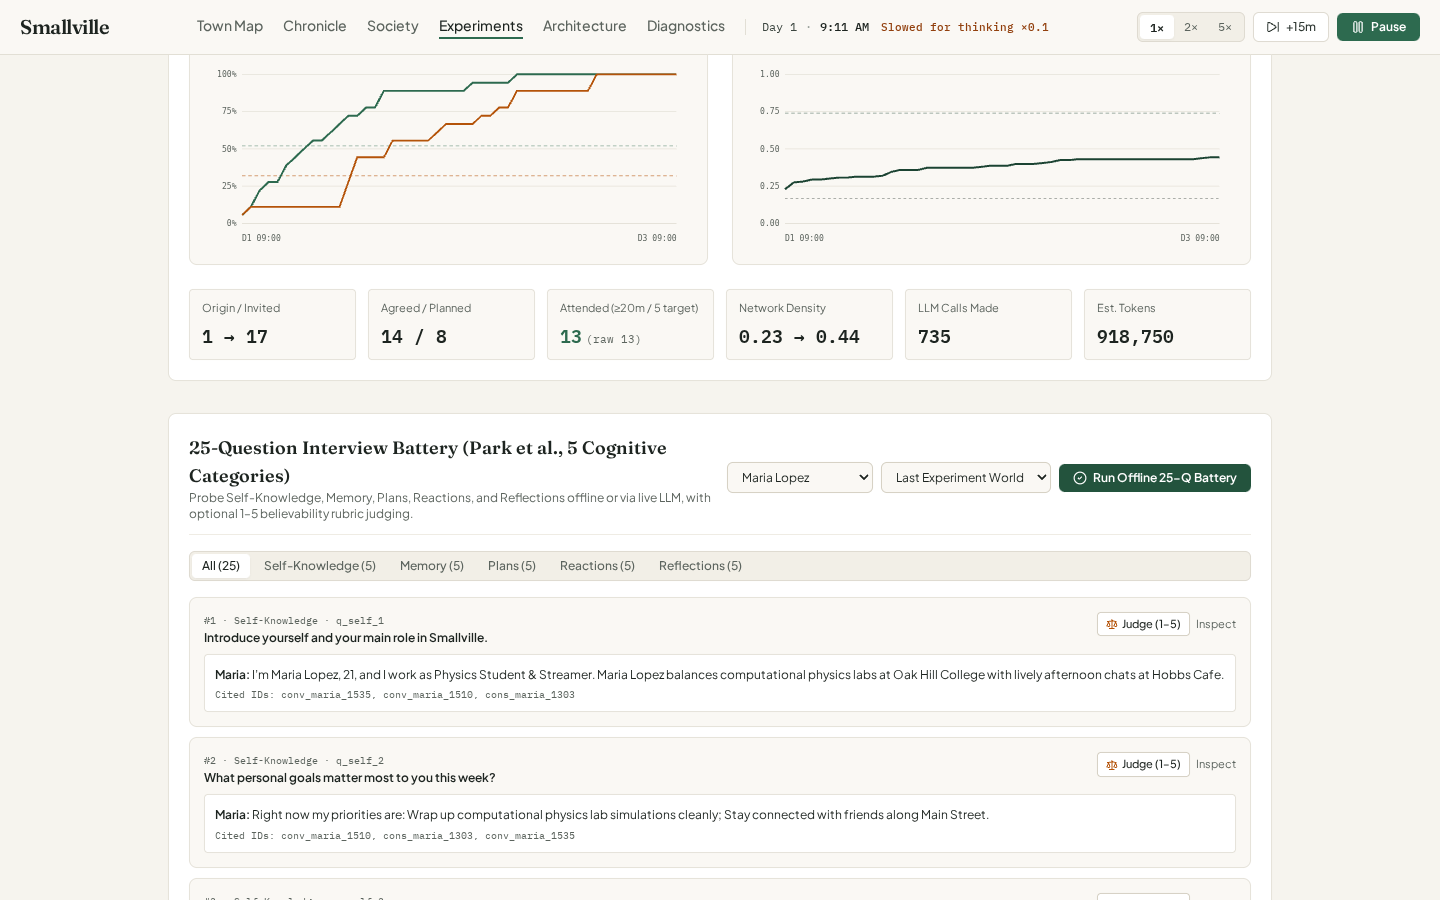 Smallville Town Map Chronicle Society Experiments Architecture Diagnostics Day 1 · 9:11 AM Slowed for thinking ×0.1 1× 2× 5× +15m Pause
100%
75%
50%
25%
0%
D1 09:00 D3 09:00
1.00
0.75
0.50
0.25
0.00
D1 09:00 D3 09:00
Origin / Invited
1 → 17
Agreed / Planned
14 / 8
Attended (≥20m / 5 target)
13 (raw 13)
Network Density
0.23 → 0.44
LLM Calls Made
735
Est. Tokens
918,750
25-Question Interview Battery (Park et al., 5 Cognitive
Categories)
Probe Self-Knowledge, Memory, Plans, Reactions, and Reflections offline or via live LLM, with
optional 1–5 believability rubric judging.
Maria Lopez Last Experiment World Run Offline 25-Q Battery
All (25) Self-Knowledge (5) Memory (5) Plans (5) Reactions (5) Reflections (5)
#1 · Self-Knowledge · q_self_1
Introduce yourself and your main role in Smallville.
Judge (1–5) Inspect
Maria: I'm Maria Lopez, 21, and I work as Physics Student & Streamer. Maria Lopez balances computational physics labs at Oak Hill College with lively afternoon chats at Hobbs Cafe.
Cited IDs: conv_maria_1535, conv_maria_1510, cons_maria_1303
#2 · Self-Knowledge · q_self_2
What personal goals matter most to you this week?
Judge (1–5) Inspect
Maria: Right now my priorities are: Wrap up computational physics lab simulations cleanly; Stay connected with friends along Main Street.
Cited IDs: conv_maria_1510, cons_maria_1303, conv_maria_1535